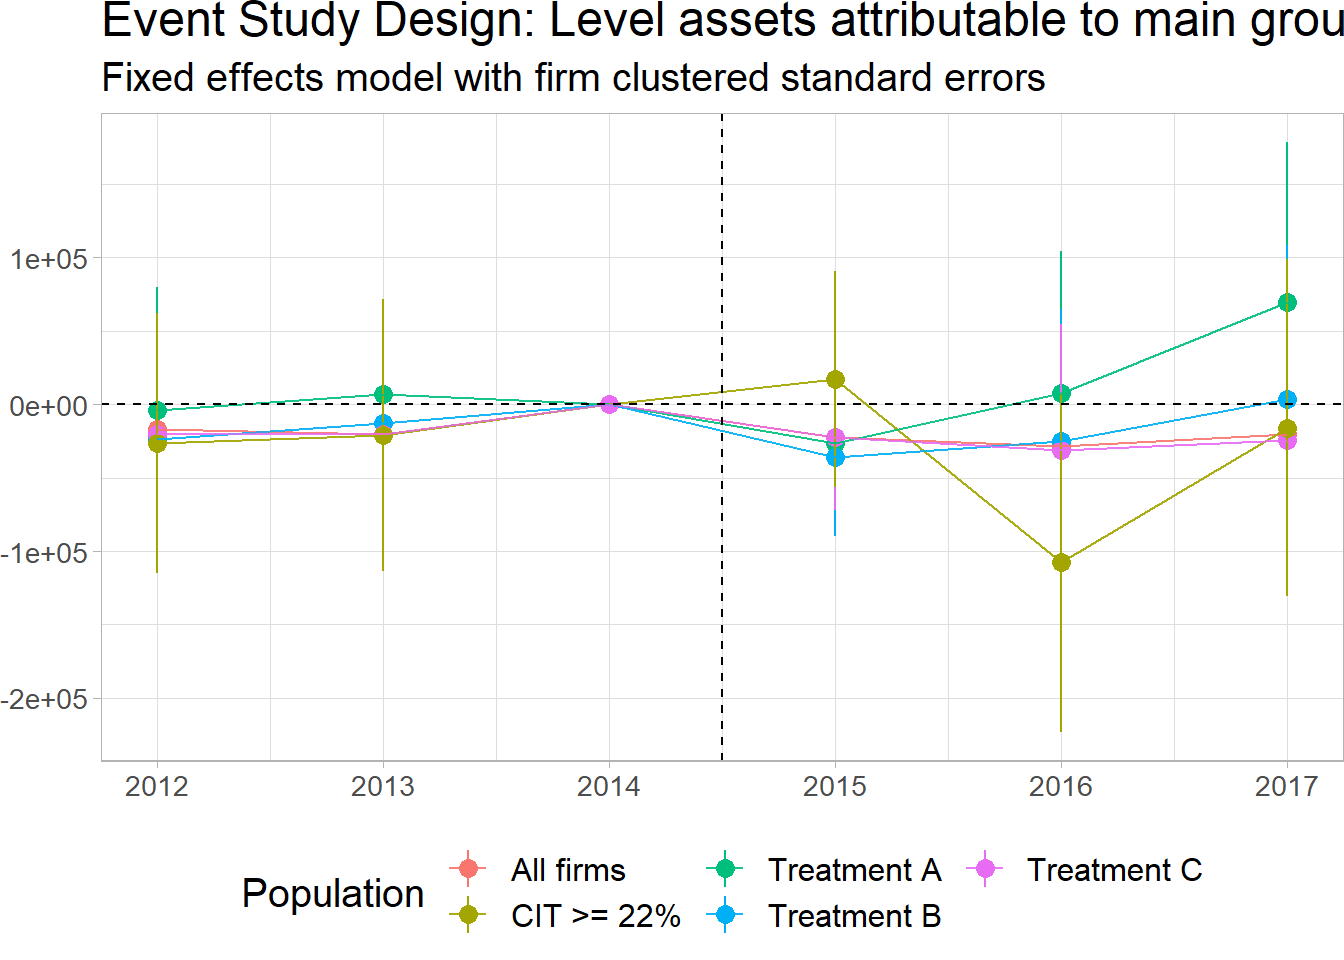 Event Study Design: Level assets attributable to main grou
Fixed effects model with firm clustered standard errors
1e+05
0e+00
-1e+05
-2e+05
2012 2013 2014 2015 2016 2017
Population
All firms Treatment A Treatment C
CIT >= 22% Treatment B